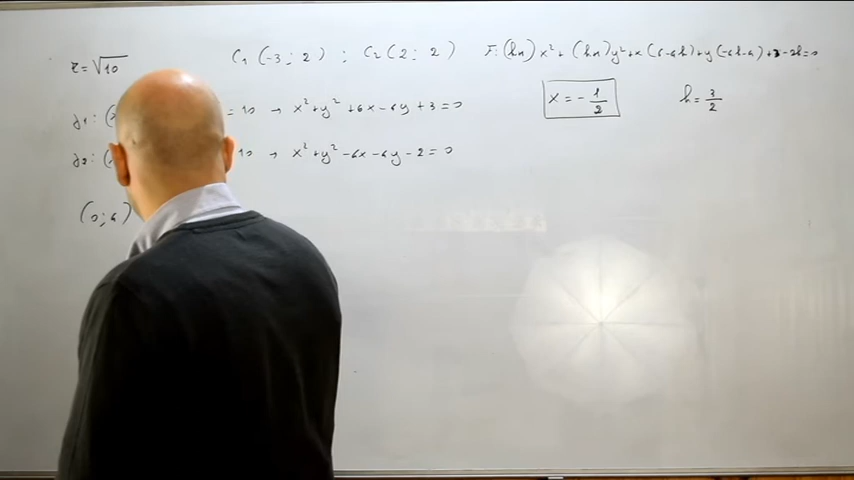 r = √10    C₁ (-3; 2) ; C₂ (2; 2)    F: (k+1) x² + (k+1) y² + x (6-4k) + y (-4k-4) + 3 - 2k = 0
γ1: ( = 10 → x² + y² + 6x - 4y + 3 = 0    x = - 1/2    k = 3/2
γ2: ( 10 → x² + y² - 4x - 4y - 2 = 0
(0; 4)